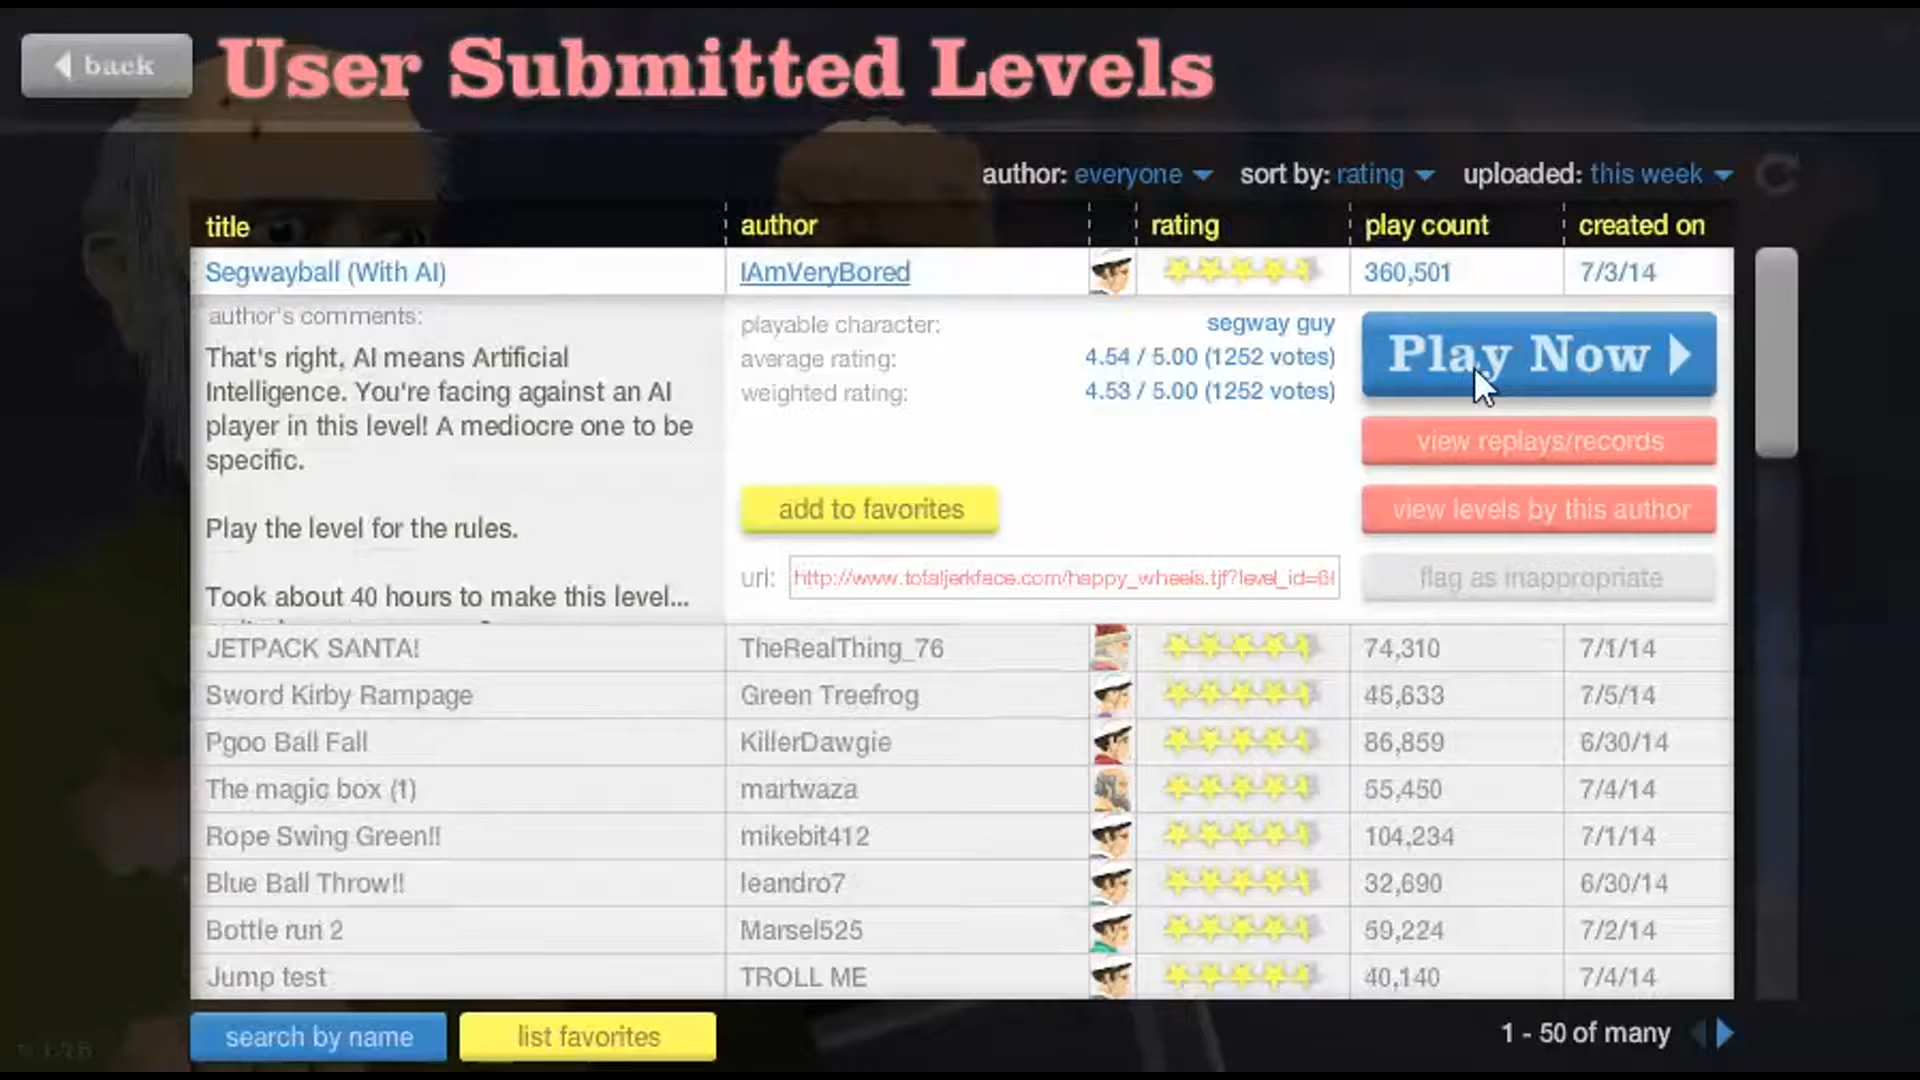 back
User Submitted Levels
author: everyone sort by: rating uploaded: this week
title author rating play count created on
Segwayball (With AI) IAmVeryBored 360,501 7/3/14
author's comments:
That's right, AI means Artificial
Intelligence. You're facing against an AI
player in this level! A mediocre one to be
specific.
Play the level for the rules.
Took about 40 hours to make this level...
playable character: segway guy
average rating: 4.54 / 5.00 (1252 votes)
weighted rating: 4.53 / 5.00 (1252 votes)
add to favorites
url: http://www.totaljerkface.com/happy_wheels.tjf?level_id=6
Play Now
view replays/records
view levels by this author
flag as inappropriate
JETPACK SANTA! TheRealThing_76 74,310 7/1/14
Sword Kirby Rampage Green Treefrog 45,633 7/5/14
Pgoo Ball Fall KillerDawgie 86,859 6/30/14
The magic box (1) martwaza 55,450 7/4/14
Rope Swing Green!! mikebit412 104,234 7/1/14
Blue Ball Throw!! leandro7 32,690 6/30/14
Bottle run 2 Marsel525 59,224 7/2/14
Jump test TROLL ME 40,140 7/4/14
search by name
list favorites
1 - 50 of many